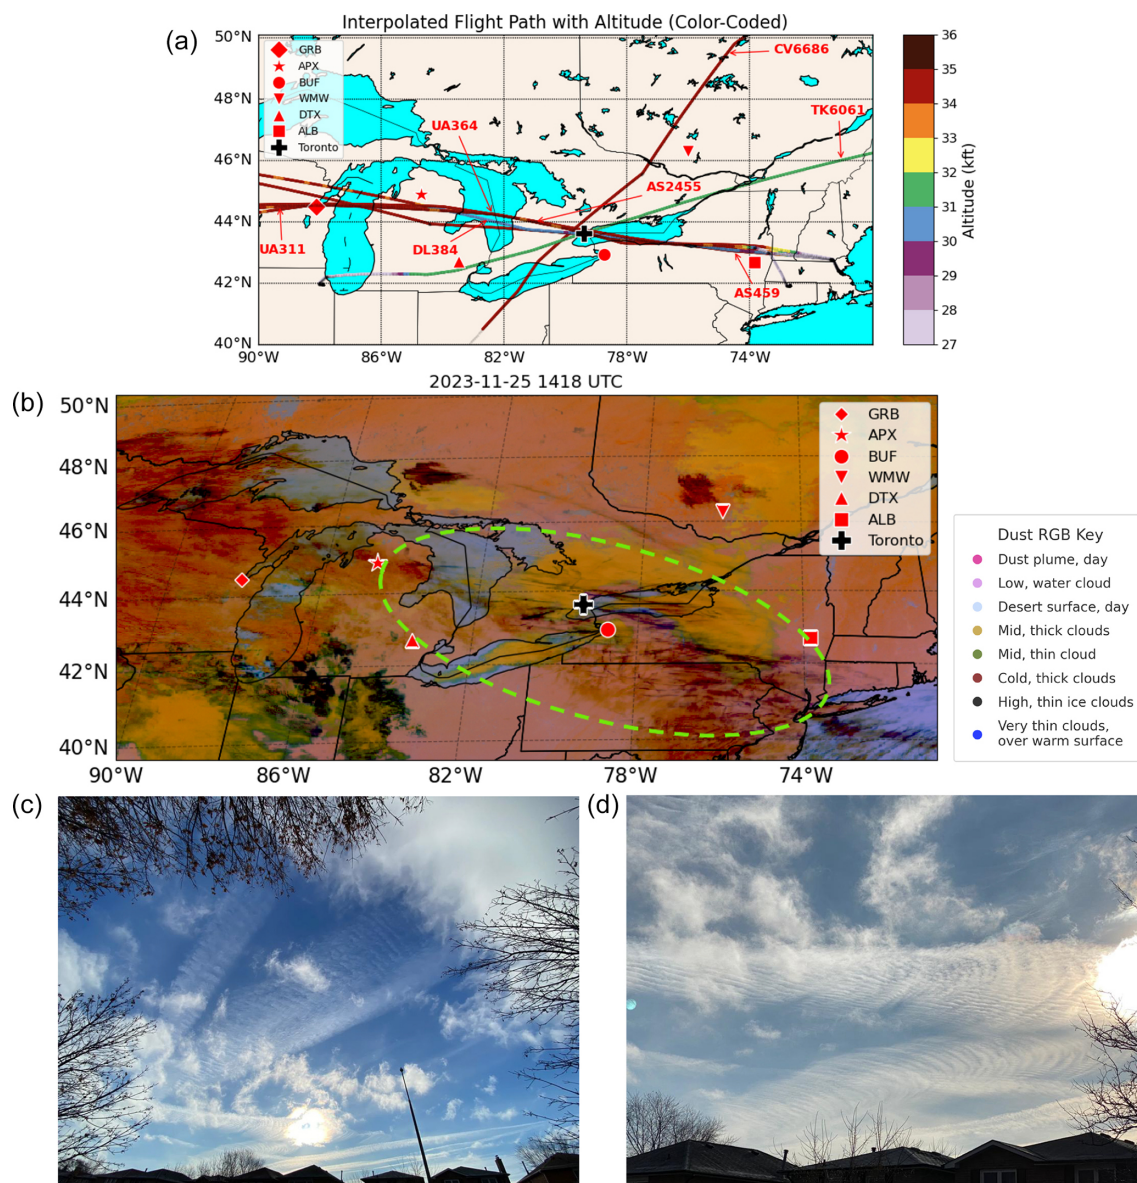 (a)
Interpolated Flight Path with Altitude (Color-Coded)
50°N
48°N
46°N
44°N
42°N
40°N
GRB
APX
BUF
WMW
DTX
ALB
Toronto
CV6686
TK6061
UA364
AS2455
UA311
DL384
AS459
90°W
86°W
82°W
78°W
74°W
36
35
34
33
32
31
30
29
28
27
Altitude (kft)
(b)
2023-11-25 1418 UTC
50°N
48°N
46°N
44°N
42°N
40°N
GRB
APX
BUF
WMW
DTX
ALB
Toronto
90°W
86°W
82°W
78°W
74°W
Dust RGB Key
Dust plume, day
Low, water cloud
Desert surface, day
Mid, thick clouds
Mid, thin cloud
Cold, thick clouds
High, thin ice clouds
Very thin clouds,
over warm surface
(c)
(d)